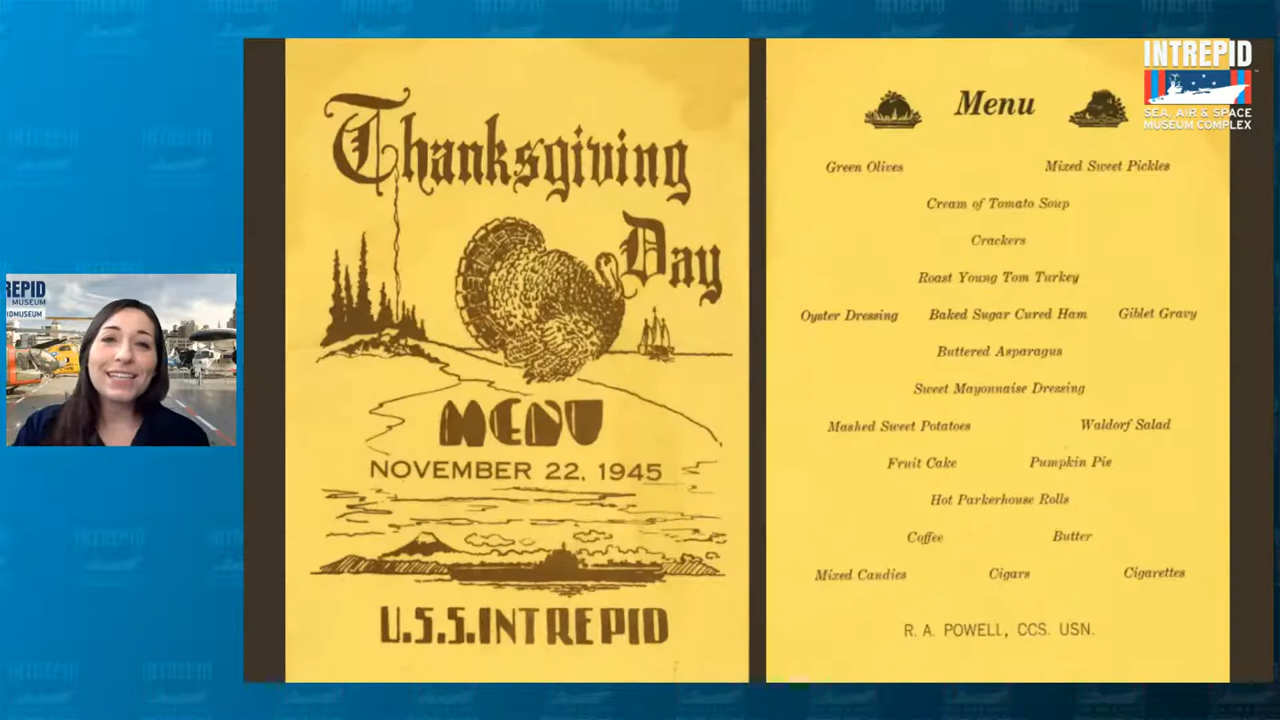 INTREPID
SEA, AIR & SPACE
MUSEUM COMPLEX
REPID
MUSEUM
IDMUSEUM
Thanksgiving
Day
MENU
NOVEMBER 22, 1945
U.S.S. INTREPID
Menu
Green Olives Mixed Sweet Pickles
Cream of Tomato Soup
Crackers
Roast Young Tom Turkey
Oyster Dressing Baked Sugar Cured Ham Giblet Gravy
Buttered Asparagus
Sweet Mayonnaise Dressing
Mashed Sweet Potatoes Waldorf Salad
Fruit Cake Pumpkin Pie
Hot Parkerhouse Rolls
Coffee Butter
Mixed Candies Cigars Cigarettes
R. A. POWELL, CCS. USN.